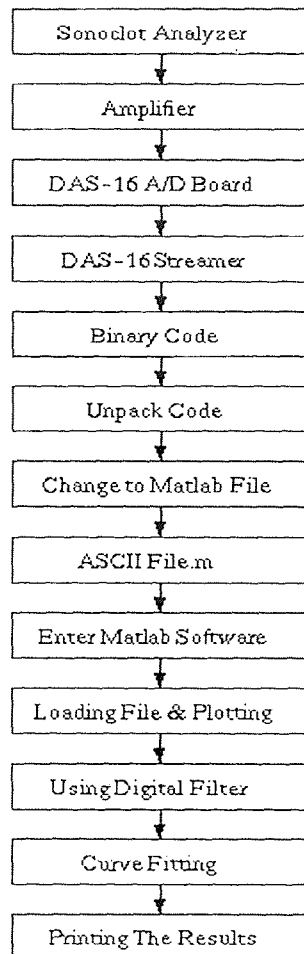 Sonoclot Analyzer
Amplifier
DAS-16 A/D Board
DAS-16 Streamer
Binary Code
Unpack Code
Change to Matlab File
ASCII File.m
Enter Matlab Software
Loading File & Plotting
Using Digital Filter
Curve Fitting
Printing The Results